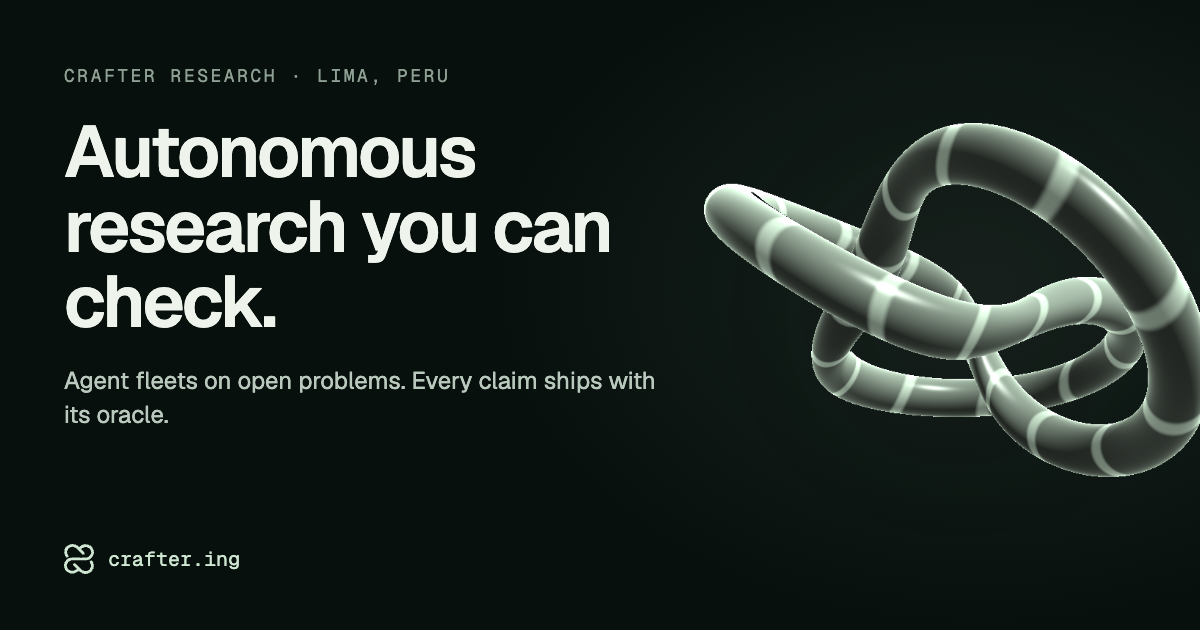 CRAFTER RESEARCH · LIMA, PERU
Autonomous
research you can
check.
Agent fleets on open problems. Every claim ships with
its oracle.
crafter.ing